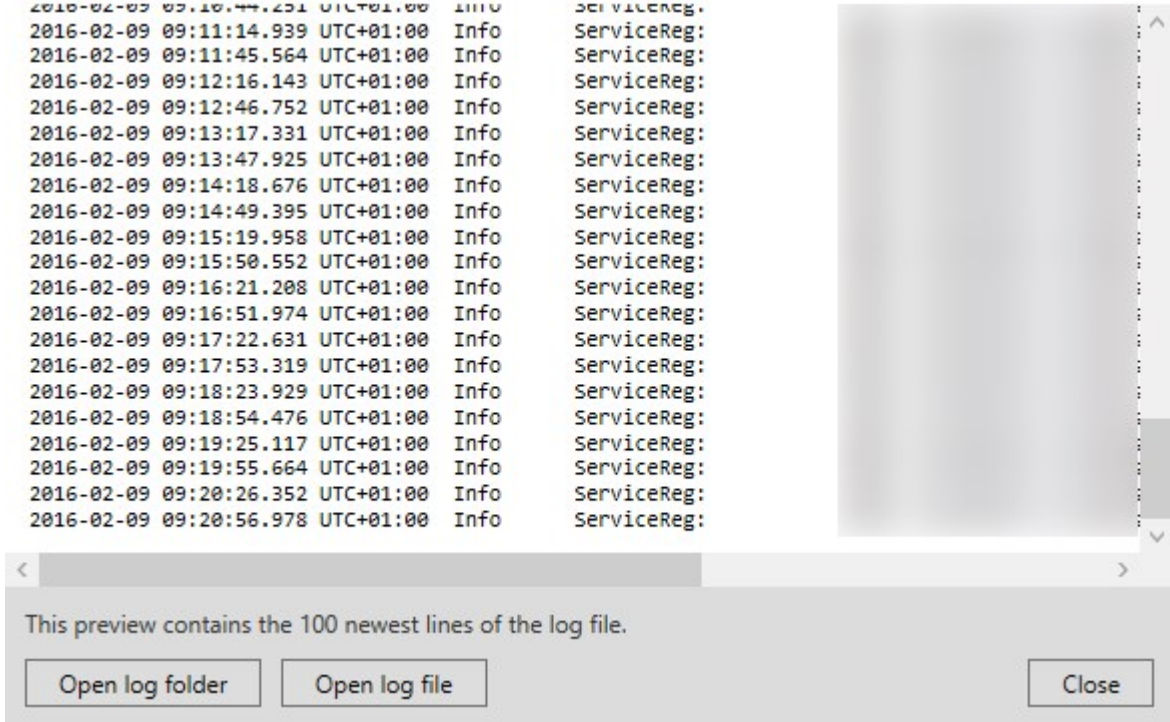 2016-02-09 09:10:44.251 UTC+01:00 Info ServiceReg:
2016-02-09 09:11:14.939 UTC+01:00 Info ServiceReg:
2016-02-09 09:11:45.564 UTC+01:00 Info ServiceReg:
2016-02-09 09:12:16.143 UTC+01:00 Info ServiceReg:
2016-02-09 09:12:46.752 UTC+01:00 Info ServiceReg:
2016-02-09 09:13:17.331 UTC+01:00 Info ServiceReg:
2016-02-09 09:13:47.925 UTC+01:00 Info ServiceReg:
2016-02-09 09:14:18.676 UTC+01:00 Info ServiceReg:
2016-02-09 09:14:49.395 UTC+01:00 Info ServiceReg:
2016-02-09 09:15:19.958 UTC+01:00 Info ServiceReg:
2016-02-09 09:15:50.552 UTC+01:00 Info ServiceReg:
2016-02-09 09:16:21.208 UTC+01:00 Info ServiceReg:
2016-02-09 09:16:51.974 UTC+01:00 Info ServiceReg:
2016-02-09 09:17:22.631 UTC+01:00 Info ServiceReg:
2016-02-09 09:17:53.319 UTC+01:00 Info ServiceReg:
2016-02-09 09:18:23.929 UTC+01:00 Info ServiceReg:
2016-02-09 09:18:54.476 UTC+01:00 Info ServiceReg:
2016-02-09 09:19:25.117 UTC+01:00 Info ServiceReg:
2016-02-09 09:19:55.664 UTC+01:00 Info ServiceReg:
2016-02-09 09:20:26.352 UTC+01:00 Info ServiceReg:
2016-02-09 09:20:56.978 UTC+01:00 Info ServiceReg:
This preview contains the 100 newest lines of the log file.
Open log folder Open log file Close